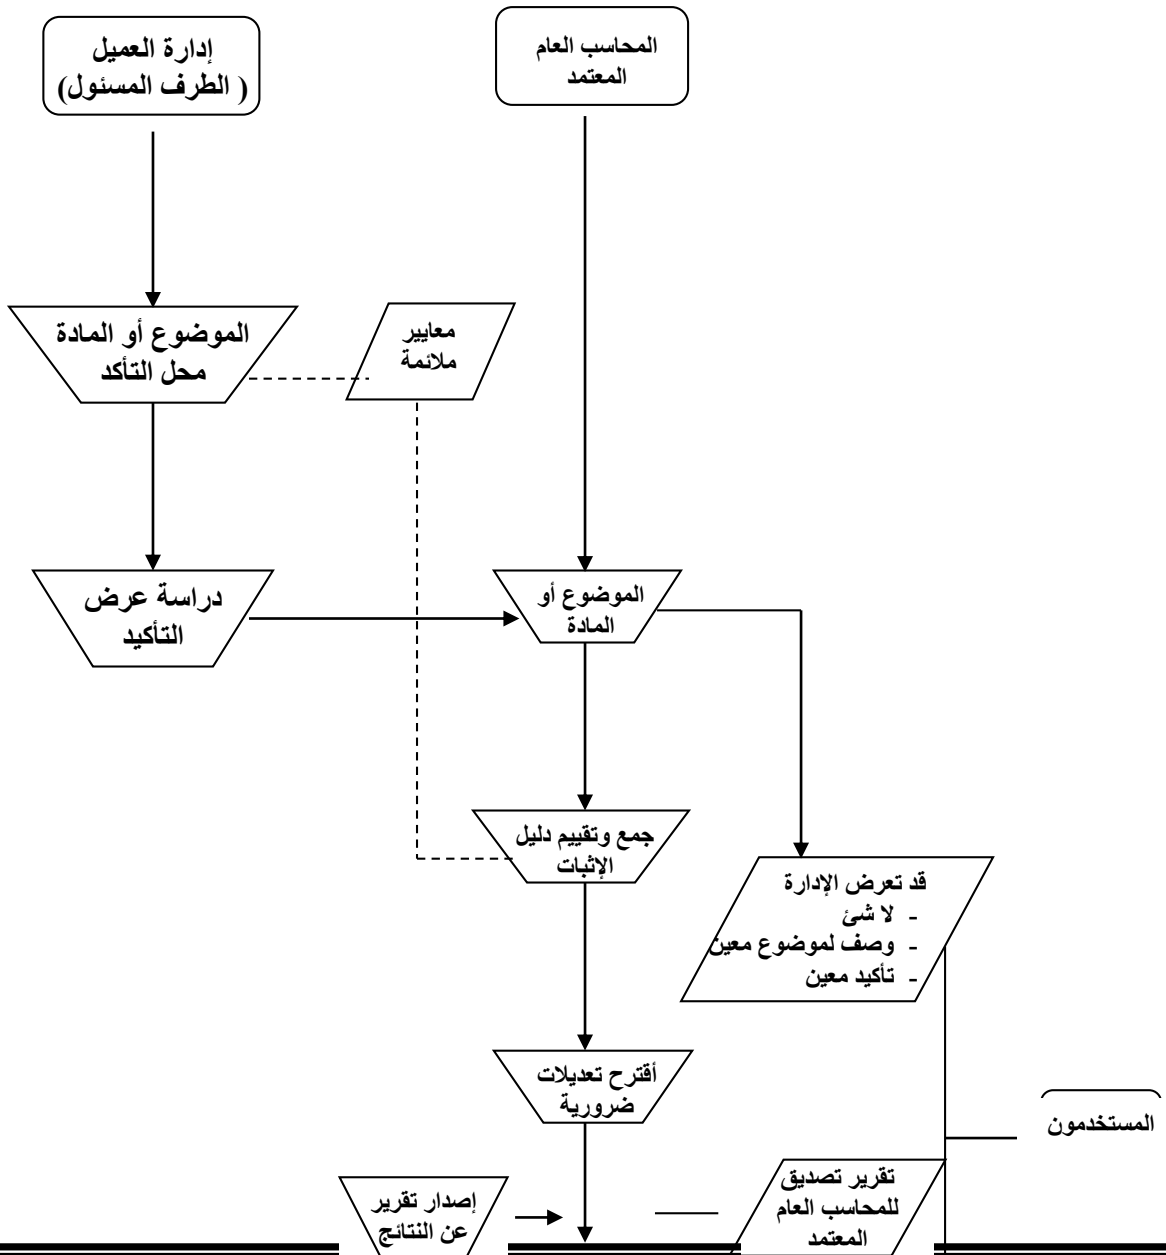 المحاسب العام
المعتمد
إدارة العميل
( الطرف المسئول)
معايير
ملائمة
الموضوع أو المادة
محل التأكد
الموضوع أو
المادة
دراسة عرض
التأكيد
جمع وتقييم دليل
الإثبات
قد تعرض الإدارة
- لا شئ
- وصف لموضوع معين
- تأكيد معين
أقترح تعديلات
ضرورية
المستخدمون
تقرير تصديق
للمحاسب العام
المعتمد
إصدار تقرير
عن النتائج